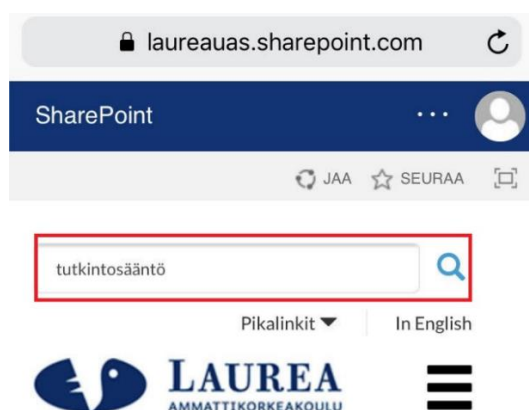 laureauas.sharepoint.com
SharePoint ...
JAA SEURAA
tutkintosääntö
Pikalinkit In English
LAUREA
AMMATTIKORKEAKOULU